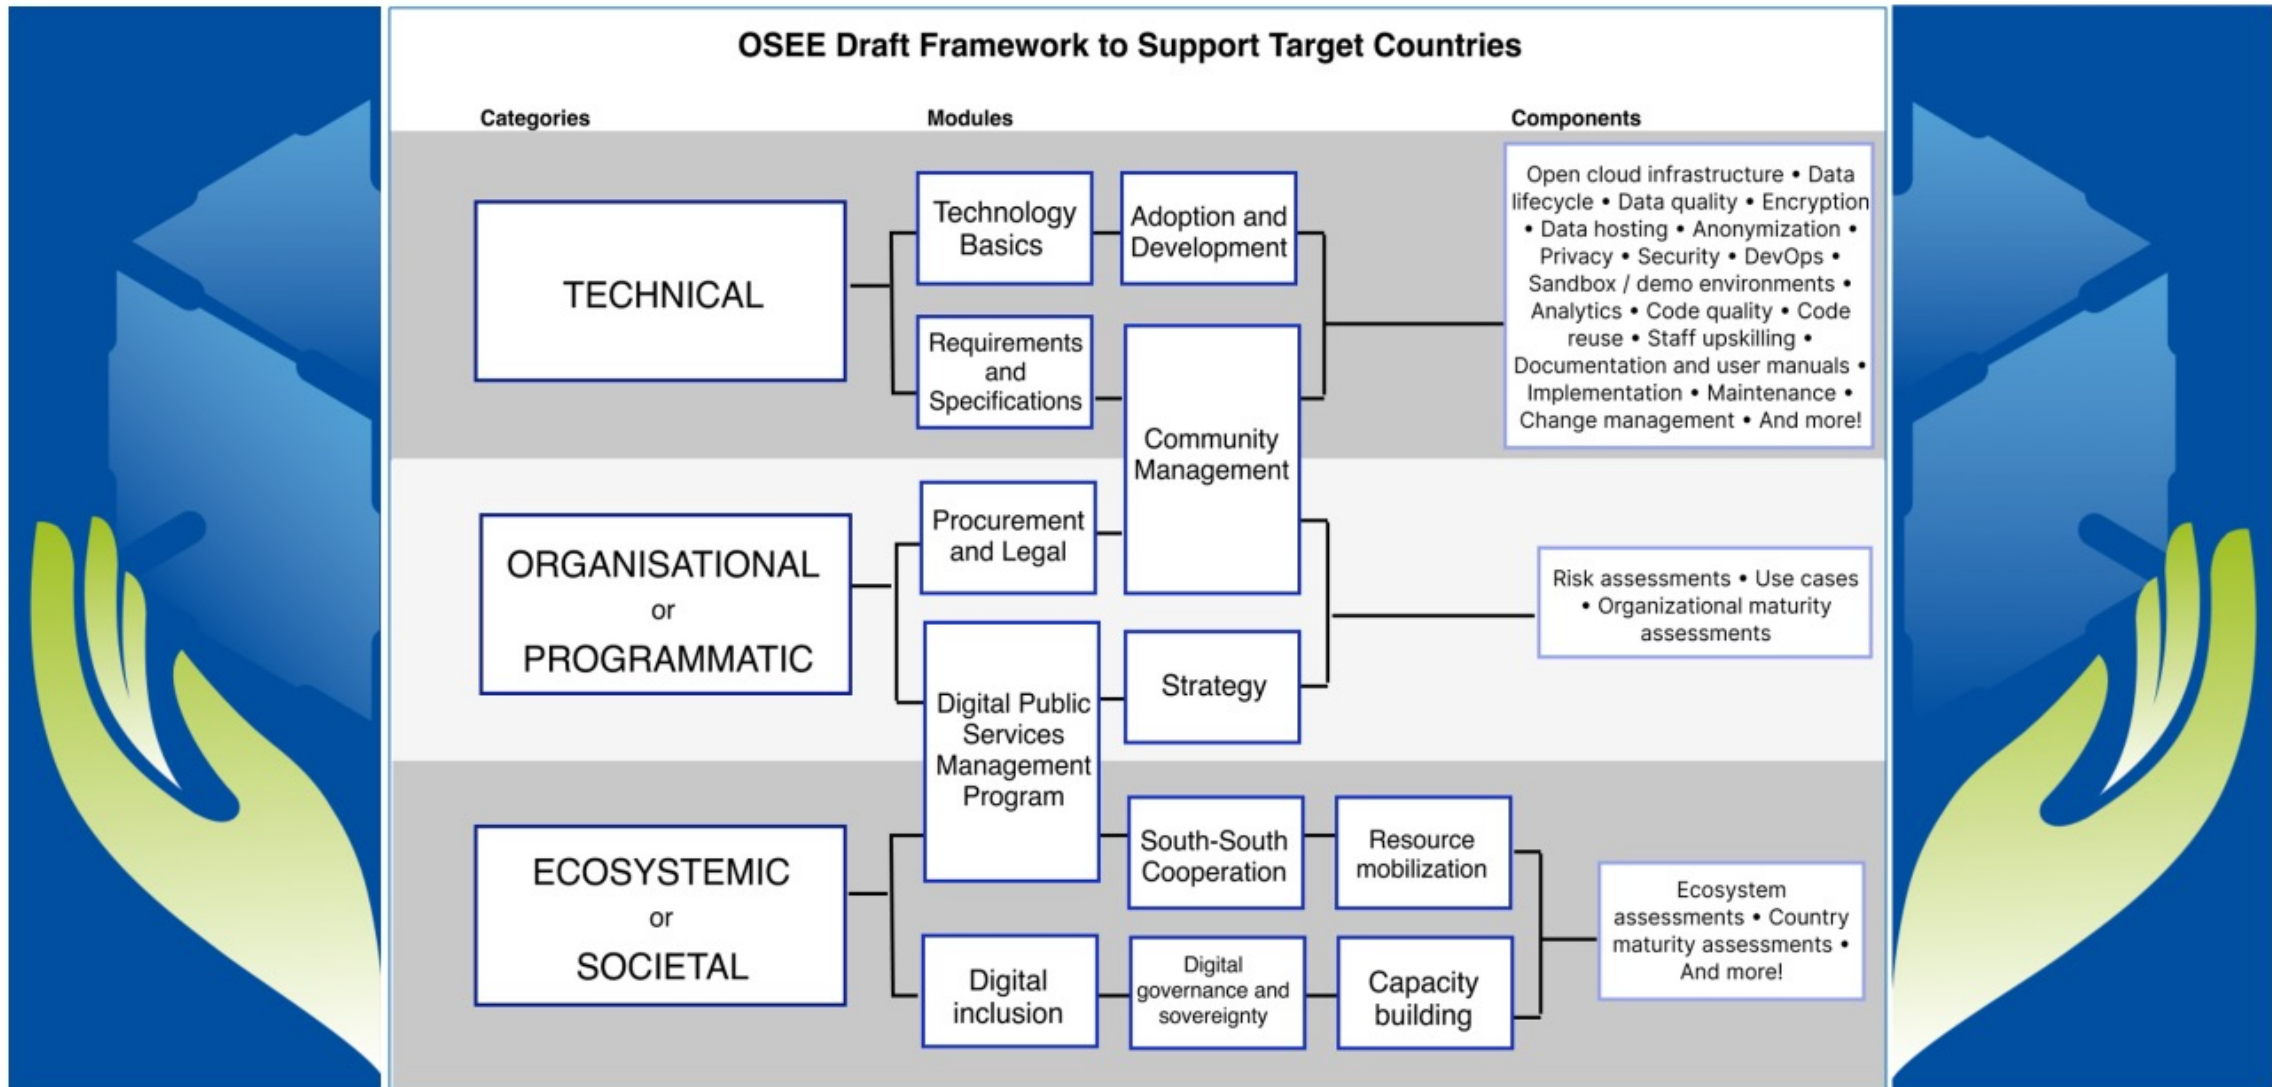 OSEE Draft Framework to Support Target Countries
Categories
Modules
Components
TECHNICAL
Technology
Basics
Adoption and
Development
Requirements
and
Specifications
Community
Management
Open cloud infrastructure • Data
lifecycle • Data quality • Encryption
• Data hosting • Anonymization •
Privacy • Security • DevOps •
Sandbox / demo environments •
Analytics • Code quality • Code
reuse • Staff upskilling •
Documentation and user manuals •
Implementation • Maintenance •
Change management • And more!
ORGANISATIONAL
or
PROGRAMMATIC
Procurement
and Legal
Digital Public
Services
Management
Program
Strategy
Risk assessments • Use cases
• Organizational maturity
assessments
ECOSYSTEMIC
or
SOCIETAL
South-South
Cooperation
Resource
mobilization
Digital
inclusion
Digital
governance and
sovereignty
Capacity
building
Ecosystem
assessments • Country
maturity assessments •
And more!